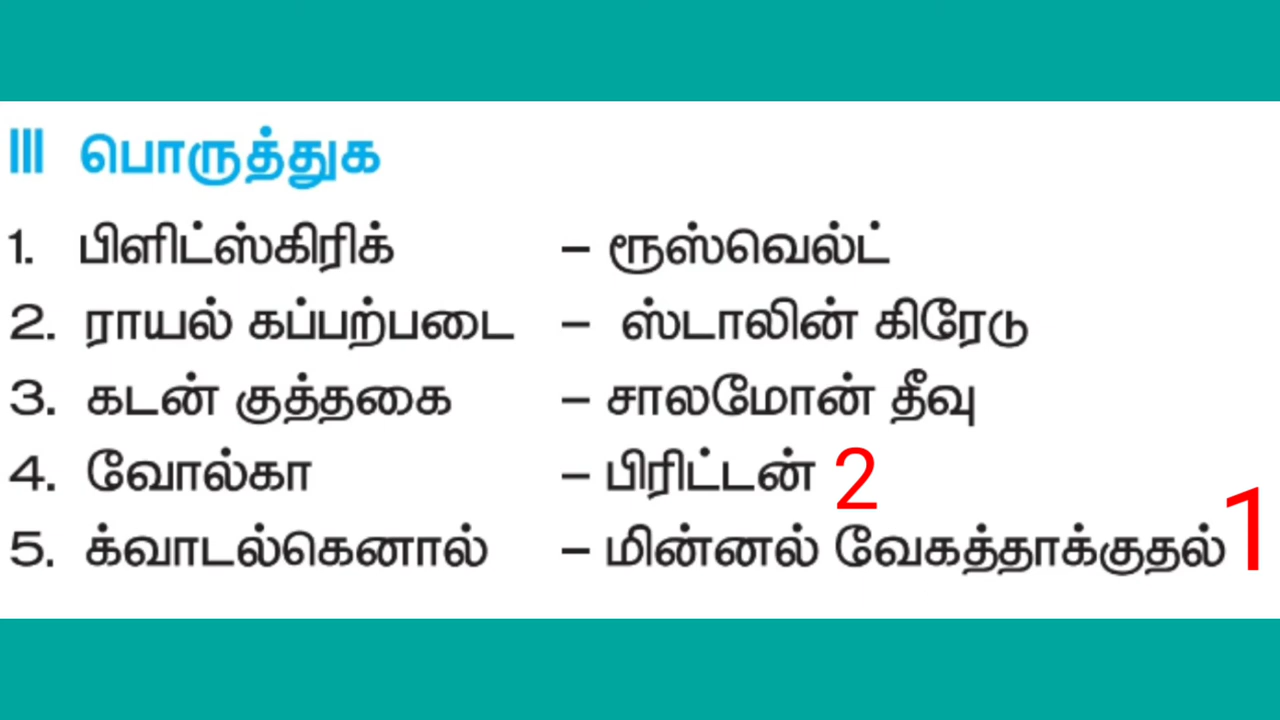 III பொருத்துக
1. பிளிட்ஸ்கிரிக் – ரூஸ்வெல்ட்
2. ராயல் கப்பற்படை – ஸ்டாலின் கிரேடு
3. கடன் குத்தகை – சாலமோன் தீவு
4. வோல்கா – பிரிட்டன் 2
5. க்வாடல்கெனால் – மின்னல் வேகத்தாக்குதல் 1